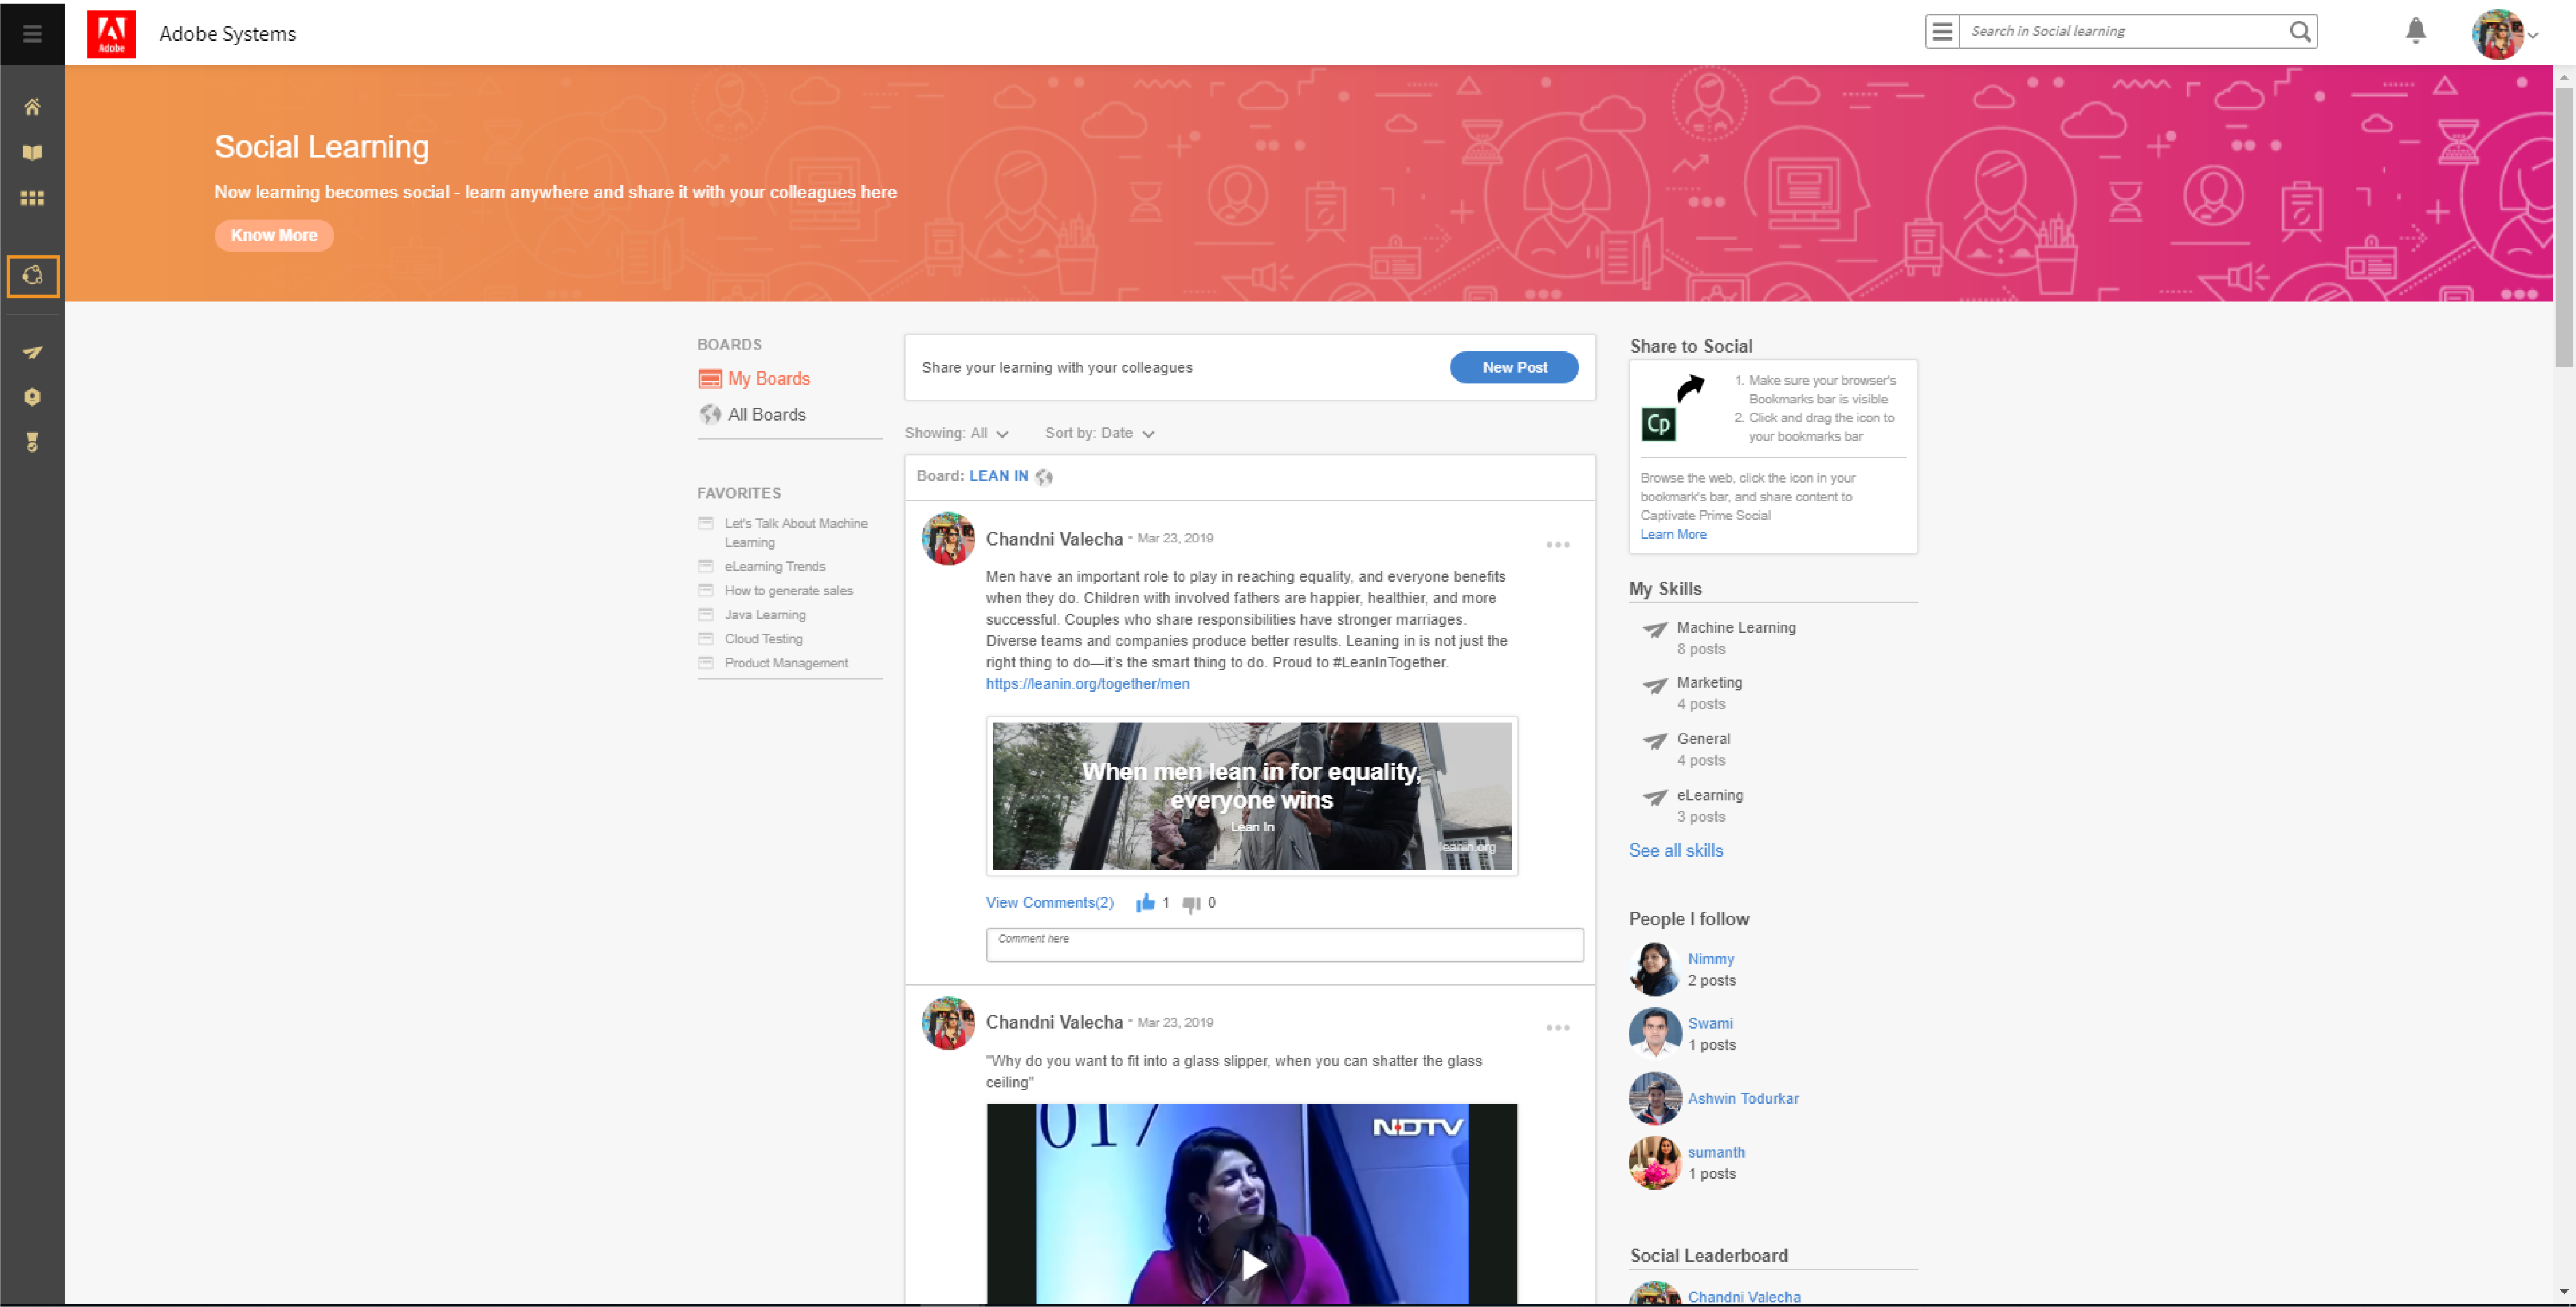 Adobe
Adobe Systems
Search in Social learning
Social Learning
Now learning becomes social - learn anywhere and share it with your colleagues here
Know More
BOARDS
My Boards
All Boards
FAVORITES
Let's Talk About Machine
Learning
eLearning Trends
How to generate sales
Java Learning
Cloud Testing
Product Management
Share your learning with your colleagues
New Post
Showing: All
Sort by: Date
Board: LEAN IN
Chandni Valecha - Mar 23, 2019
Men have an important role to play in reaching equality, and everyone benefits
when they do. Children with involved fathers are happier, healthier, and more
successful. Couples who share responsibilities have stronger marriages.
Diverse teams and companies produce better results. Leaning in is not just the
right thing to do—it's the smart thing to do. Proud to #LeanInTogether.
https://leanin.org/together/men
When men lean in for equality,
everyone wins
Lean In
leanin.org
View Comments(2) 1 0
Comment here
Chandni Valecha - Mar 23, 2019
"Why do you want to fit into a glass slipper, when you can shatter the glass
ceiling"
017
NDTV
Share to Social
Cp
1. Make sure your browser's
Bookmarks bar is visible
2. Click and drag the icon to
your bookmarks bar
Browse the web, click the icon in your
bookmark's bar, and share content to
Captivate Prime Social
Learn More
My Skills
Machine Learning
8 posts
Marketing
4 posts
General
4 posts
eLearning
3 posts
See all skills
People I follow
Nimmy
2 posts
Swami
1 posts
Ashwin Todurkar
sumanth
1 posts
Social Leaderboard
Chandni Valecha